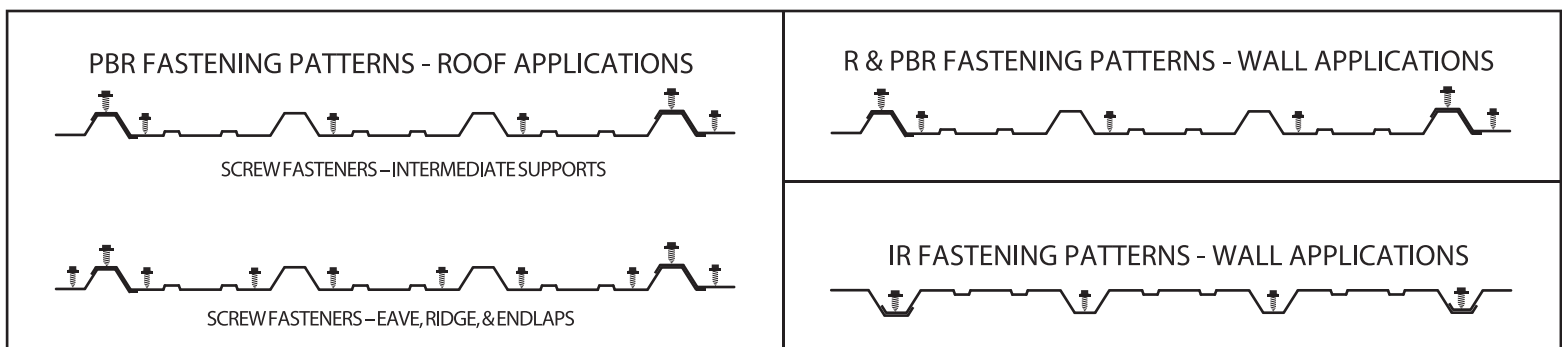 PBR FASTENING PATTERNS - ROOF APPLICATIONS
SCREW FASTENERS – INTERMEDIATE SUPPORTS
SCREW FASTENERS – EAVE, RIDGE, & ENDLAPS
R & PBR FASTENING PATTERNS - WALL APPLICATIONS
IR FASTENING PATTERNS - WALL APPLICATIONS